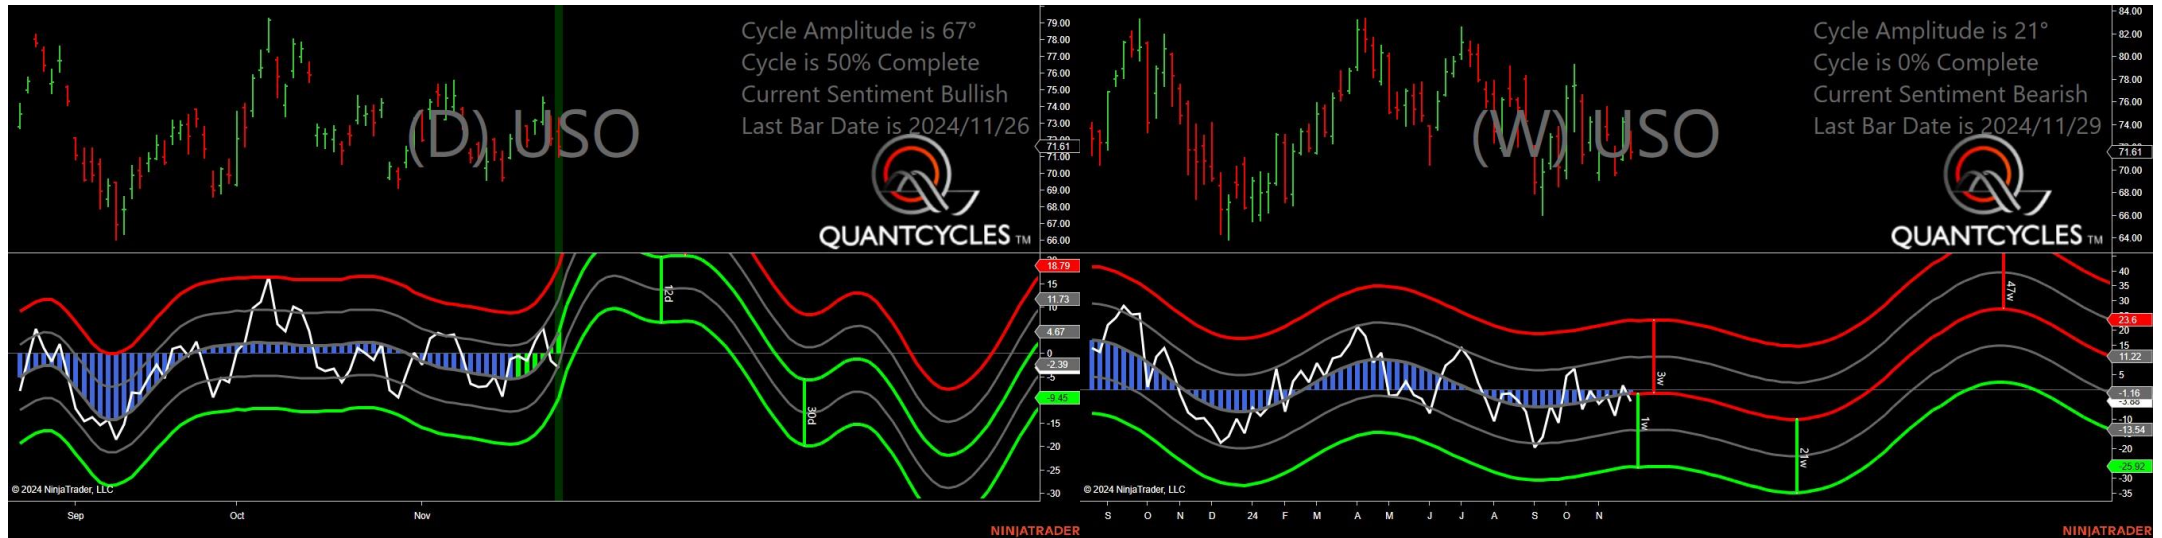 Cycle Amplitude is 67°
Cycle is 50% Complete
Current Sentiment Bullish
Last Bar Date is 2024/11/26
(D) USO
QUANTCYCLES TM
79.00
78.00
77.00
76.00
75.00
74.00
73.00
72.00
71.61
71.00
70.00
69.00
68.00
67.00
66.00
18.79
15
11.73
10
4.67
0
-2.39
-5
-9.45
-15
-20
-25
-30
12d
30d
© 2024 NinjaTrader, LLC
Sep Oct Nov
NINJATRADER
Cycle Amplitude is 21°
Cycle is 0% Complete
Current Sentiment Bearish
Last Bar Date is 2024/11/29
(W) USO
QUANTCYCLES TM
84.00
82.00
80.00
78.00
76.00
74.00
71.61
70.00
68.00
66.00
64.00
40
35
30
23.6
20
15
11.22
5
-1.16
-3.88
-10
-13.54
-20
-25.92
-30
-35
47w
3w
1w
21w
© 2024 NinjaTrader, LLC
S O N D 24 F M A M J J A S O N
NINJATRADER